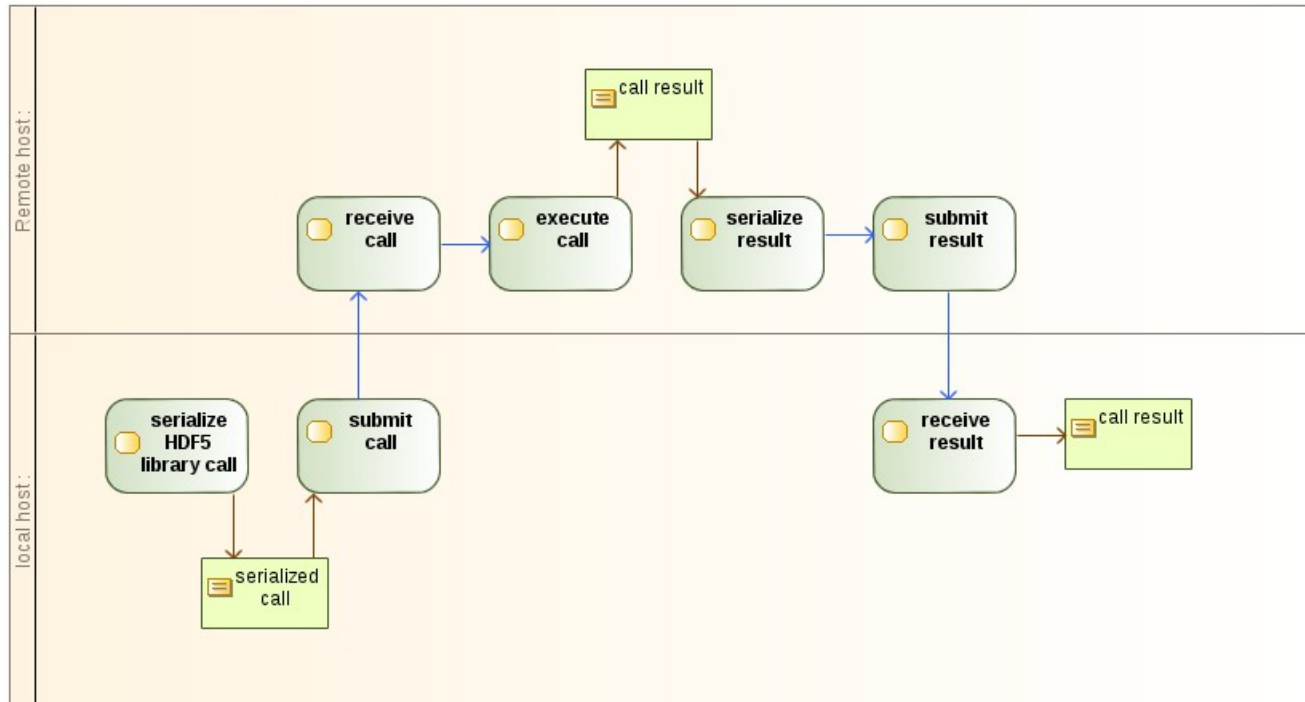 Remote host :
call result
receive
call
execute
call
serialize
result
submit
result
local host :
serialize
HDF5
library call
submit
call
receive
result
call result
serialized
call